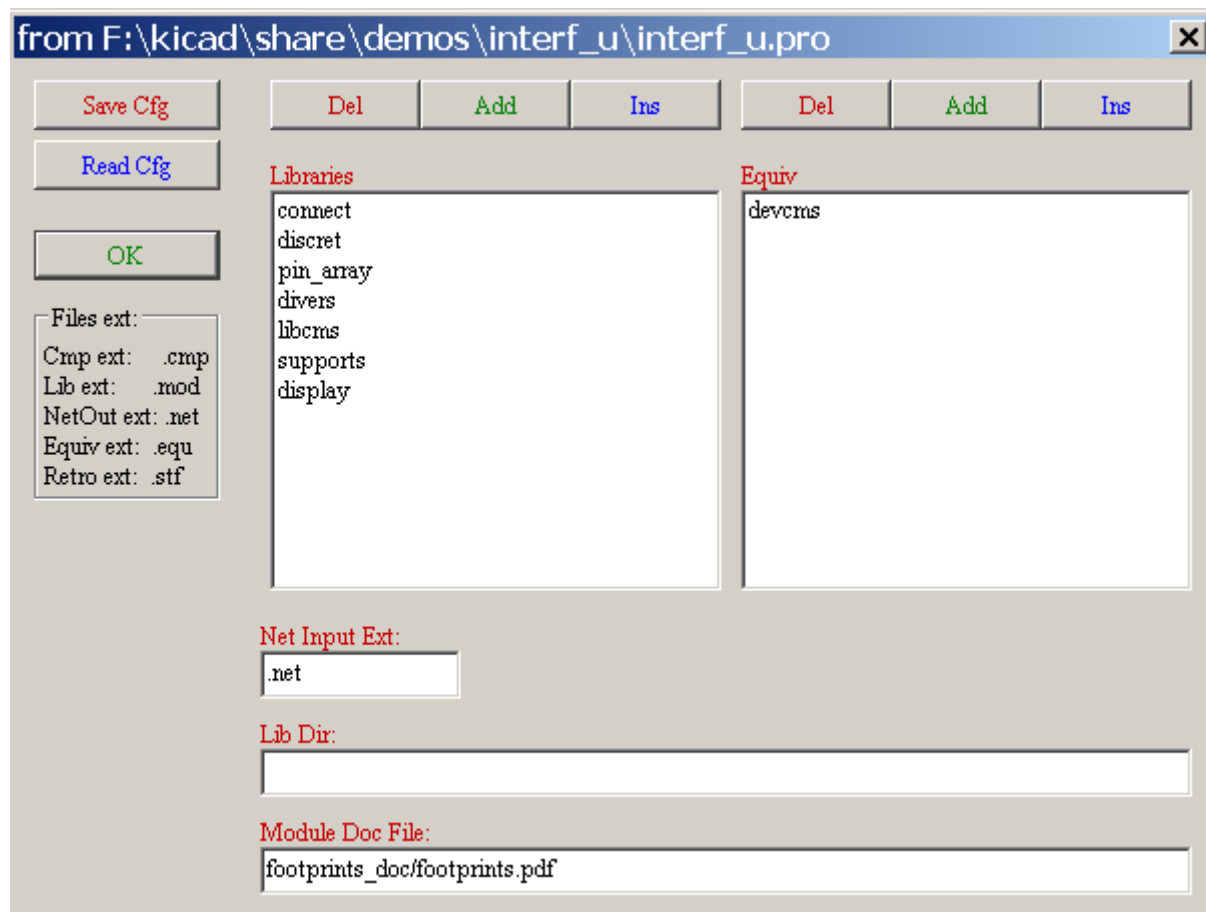 from F:\kicad\share\demos\interf_u\interf_u.pro
Save Cfg
Read Cfg
OK
Files ext:
Cmp ext: .cmp
Lib ext: .mod
NetOut ext: .net
Equiv ext: .equ
Retro ext: .stf
Del Add Ins
Libraries
connect
discret
pin_array
divers
libcms
supports
display
Del Add Ins
Equiv
devcms
Net Input Ext:
.net
Lib Dir:
Module Doc File:
footprints_doc/footprints.pdf